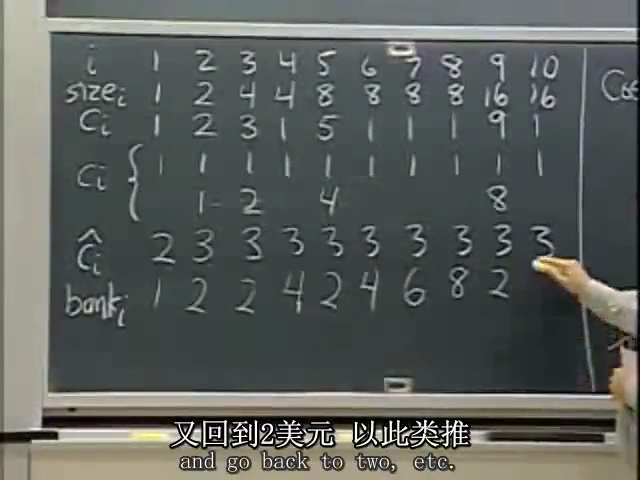 i 1 2 3 4 5 6 7 8 9 10
sizeᵢ 1 2 4 4 8 8 8 8 16 16
Cᵢ 1 2 3 1 5 1 1 1 9 1
Cᵢ { 1 1 1 1 1 1 1 1 1 1
1 2 4 8
Ĉᵢ 2 3 3 3 3 3 3 3 3 3
bankᵢ 1 2 2 4 2 4 6 8 2
又回到2美元 以此类推
and go back to two, etc.